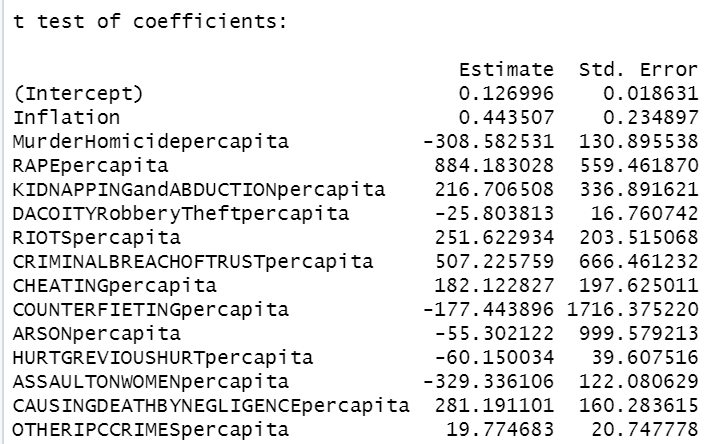 t test of coefficients:
Estimate Std. Error
(Intercept) 0.126996 0.018631
Inflation 0.443507 0.234897
MurderHomicidepercapita -308.582531 130.895538
RAPEpercapita 884.183028 559.461870
KIDNAPPINGandABDUCTIONpercapita 216.706508 336.891621
DACOITYRobberyTheftpercapita -25.803813 16.760742
RIOTSpercapita 251.622934 203.515068
CRIMINALBREACHOFTRUSTpercapita 507.225759 666.461232
CHEATINGpercapita 182.122827 197.625011
COUNTERFIETINGpercapita -177.443896 1716.375220
ARSONpercapita -55.302122 999.579213
HURTGREVIOUSHURTpercapita -60.150034 39.607516
ASSAULTONWOMENpercapita -329.336106 122.080629
CAUSINGDEATHBYNEGLIGENCEpercapita 281.191101 160.283615
OTHERIPCCRIMESpercapita 19.774683 20.747778